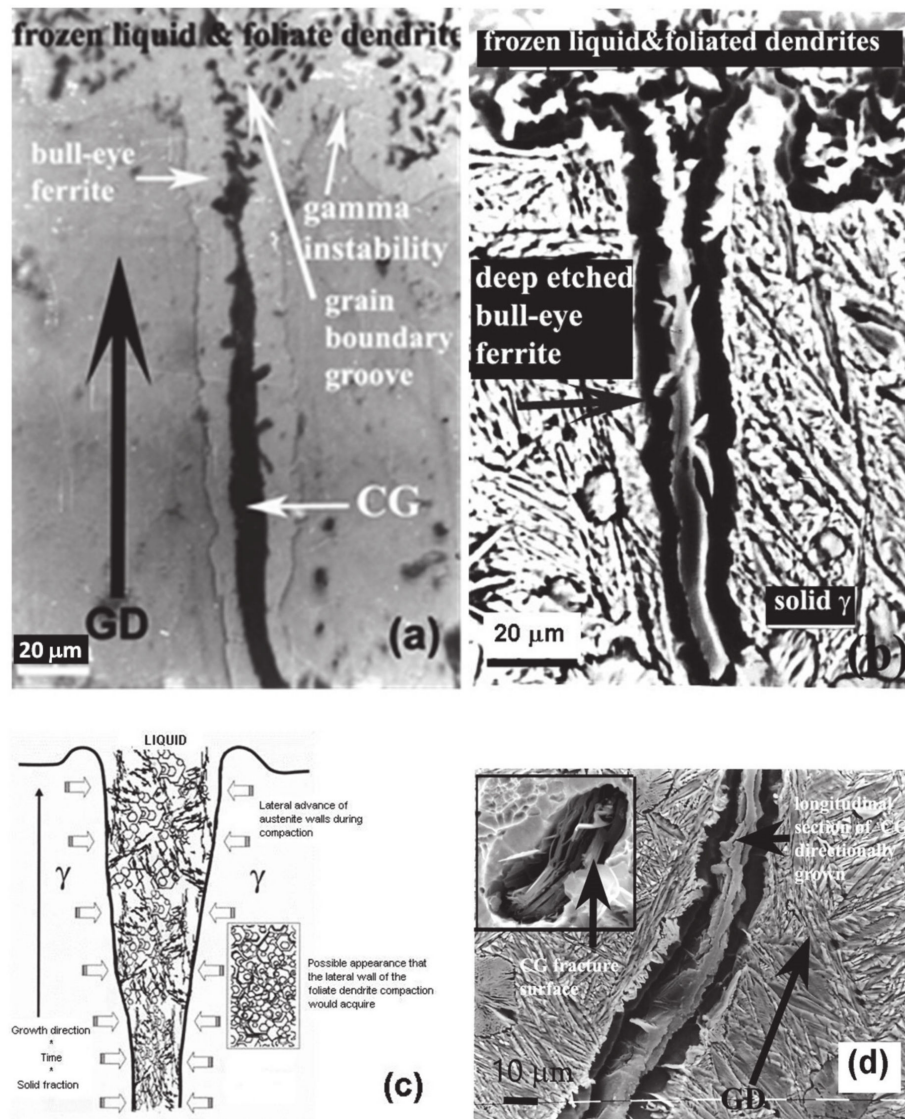 frozen liquid & foliate dendrite
bull-eye
ferrite
gamma
instability
grain
boundary
groove
CG
GD
20 µm
(a)
frozen liquid&foliated dendrites
deep etched
bull-eye
ferrite
solid γ
20 µm
(b)
LIQUID
Lateral advance of
austenite walls during
compaction
γ
γ
Possible appearance that
the lateral wall of the
foliate dendrite compaction
would acquire
Growth direction
*
Time
*
Solid fraction
(c)
longitudinal
section of CG
directionally
grown
CG fracture
surface
10 µm
GD
(d)